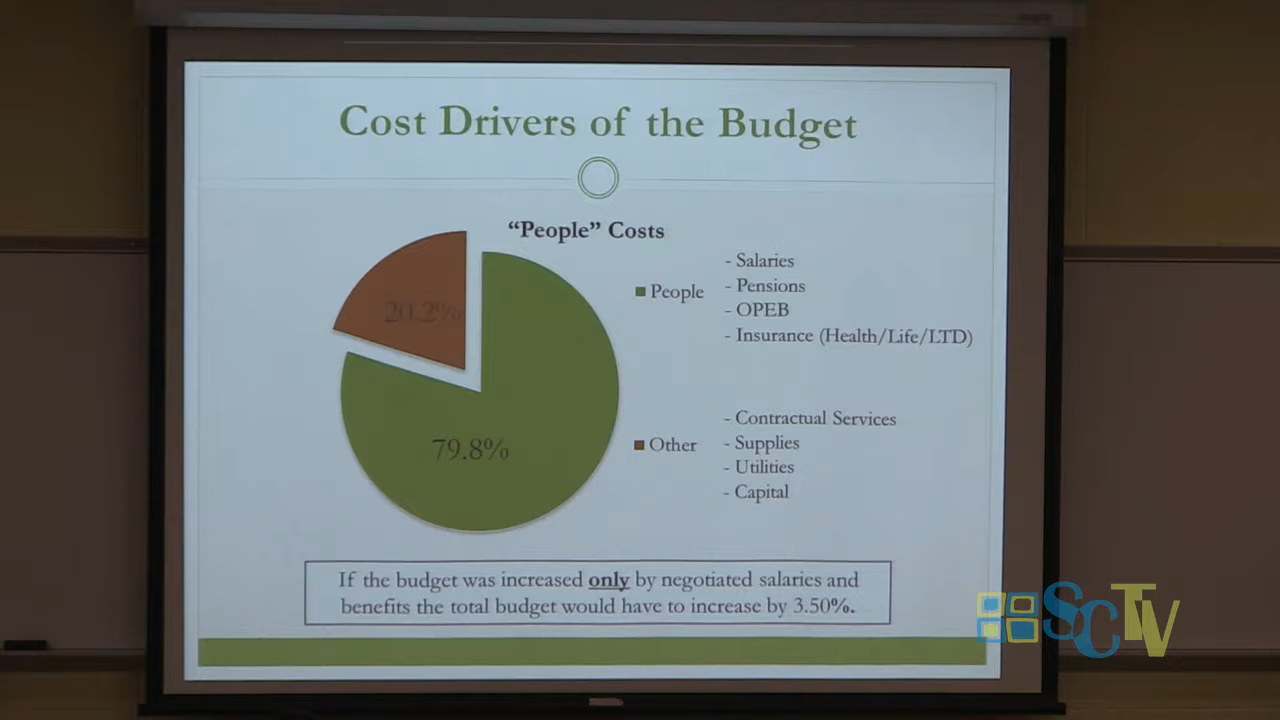 Cost Drivers of the Budget
“People” Costs
20.2%
79.8%
People
- Salaries
- Pensions
- OPEB
- Insurance (Health/Life/LTD)
Other
- Contractual Services
- Supplies
- Utilities
- Capital
If the budget was increased only by negotiated salaries and
benefits the total budget would have to increase by 3.50%.
SCTV